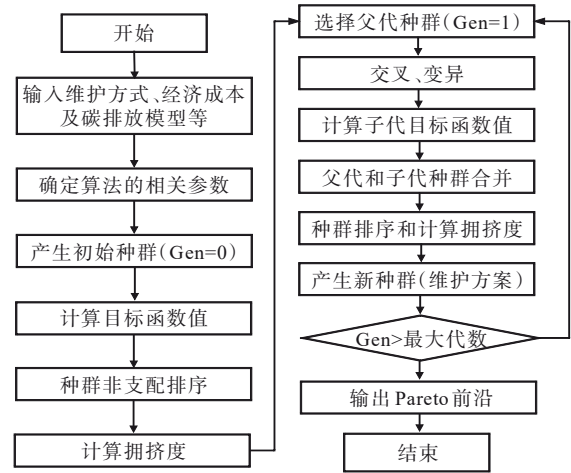 开始
输入维护方式、经济成本
及碳排放模型等
确定算法的相关参数
产生初始种群(Gen=0)
计算目标函数值
种群非支配排序
计算拥挤度
选择父代种群(Gen=1)
交叉、变异
计算子代目标函数值
父代和子代种群合并
种群排序和计算拥挤度
产生新种群(维护方案)
Gen>最大代数
输出Pareto前沿
结束